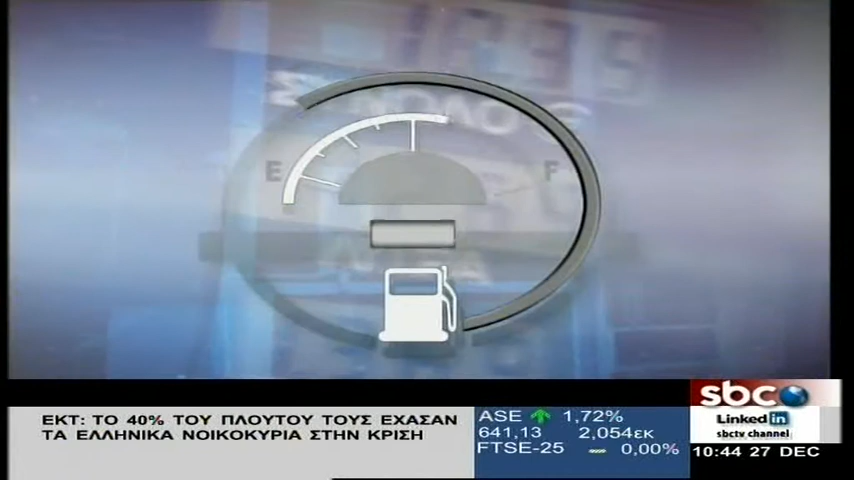 E
F
ΕΚΤ: ΤΟ 40% ΤΟΥ ΠΛΟΥΤΟΥ ΤΟΥΣ ΕΧΑΣΑΝ
ΤΑ ΕΛΛΗΝΙΚΑ ΝΟΙΚΟΚΥΡΙΑ ΣΤΗΝ ΚΡΙΣΗ
ASE 1,72%
641,13 2,054εκ
FTSE-25 0,00%
sbc
Linked in
sbctv channel
10:44 27 DEC